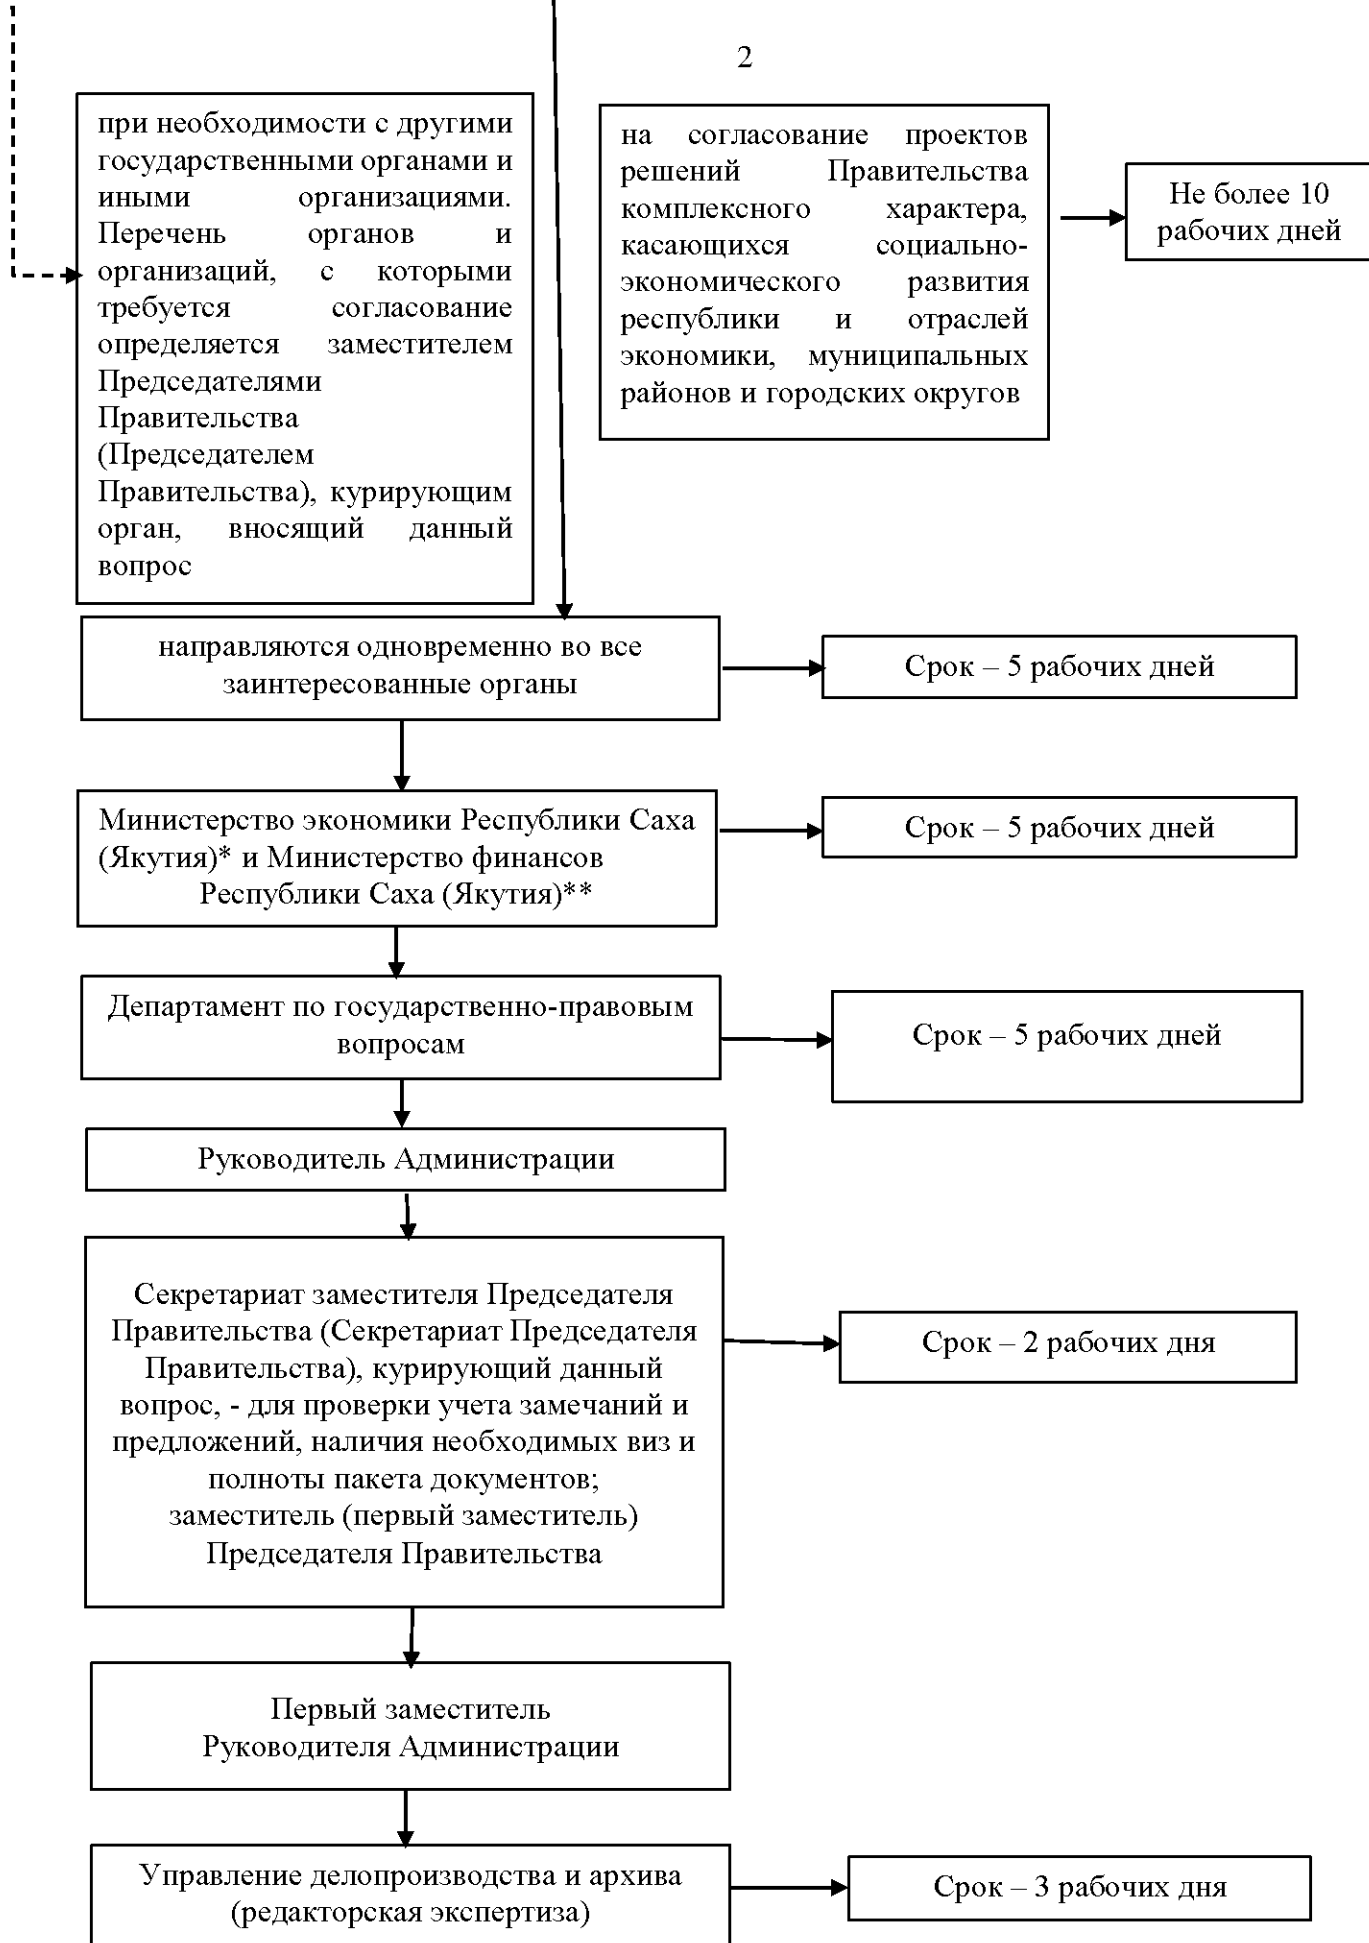 2
при необходимости с другими
государственными органами и
иными организациями.
Перечень органов и
организаций, с которыми
требуется согласование
определяется заместителем
Председателями
Правительства
(Председателем
Правительства), курирующим
орган, вносящий данный
вопрос
на согласование проектов
решений Правительства
комплексного характера,
касающихся социально-
экономического развития
республики и отраслей
экономики, муниципальных
районов и городских округов
Не более 10
рабочих дней
направляются одновременно во все
заинтересованные органы
Срок – 5 рабочих дней
Министерство экономики Республики Саха
(Якутия)* и Министерство финансов
Республики Саха (Якутия)**
Срок – 5 рабочих дней
Департамент по государственно-правовым
вопросам
Срок – 5 рабочих дней
Руководитель Администрации
Секретариат заместителя Председателя
Правительства (Секретариат Председателя
Правительства), курирующий данный
вопрос, - для проверки учета замечаний и
предложений, наличия необходимых виз и
полноты пакета документов;
заместитель (первый заместитель)
Председателя Правительства
Срок – 2 рабочих дня
Первый заместитель
Руководителя Администрации
Управление делопроизводства и архива
(редакторская экспертиза)
Срок – 3 рабочих дня